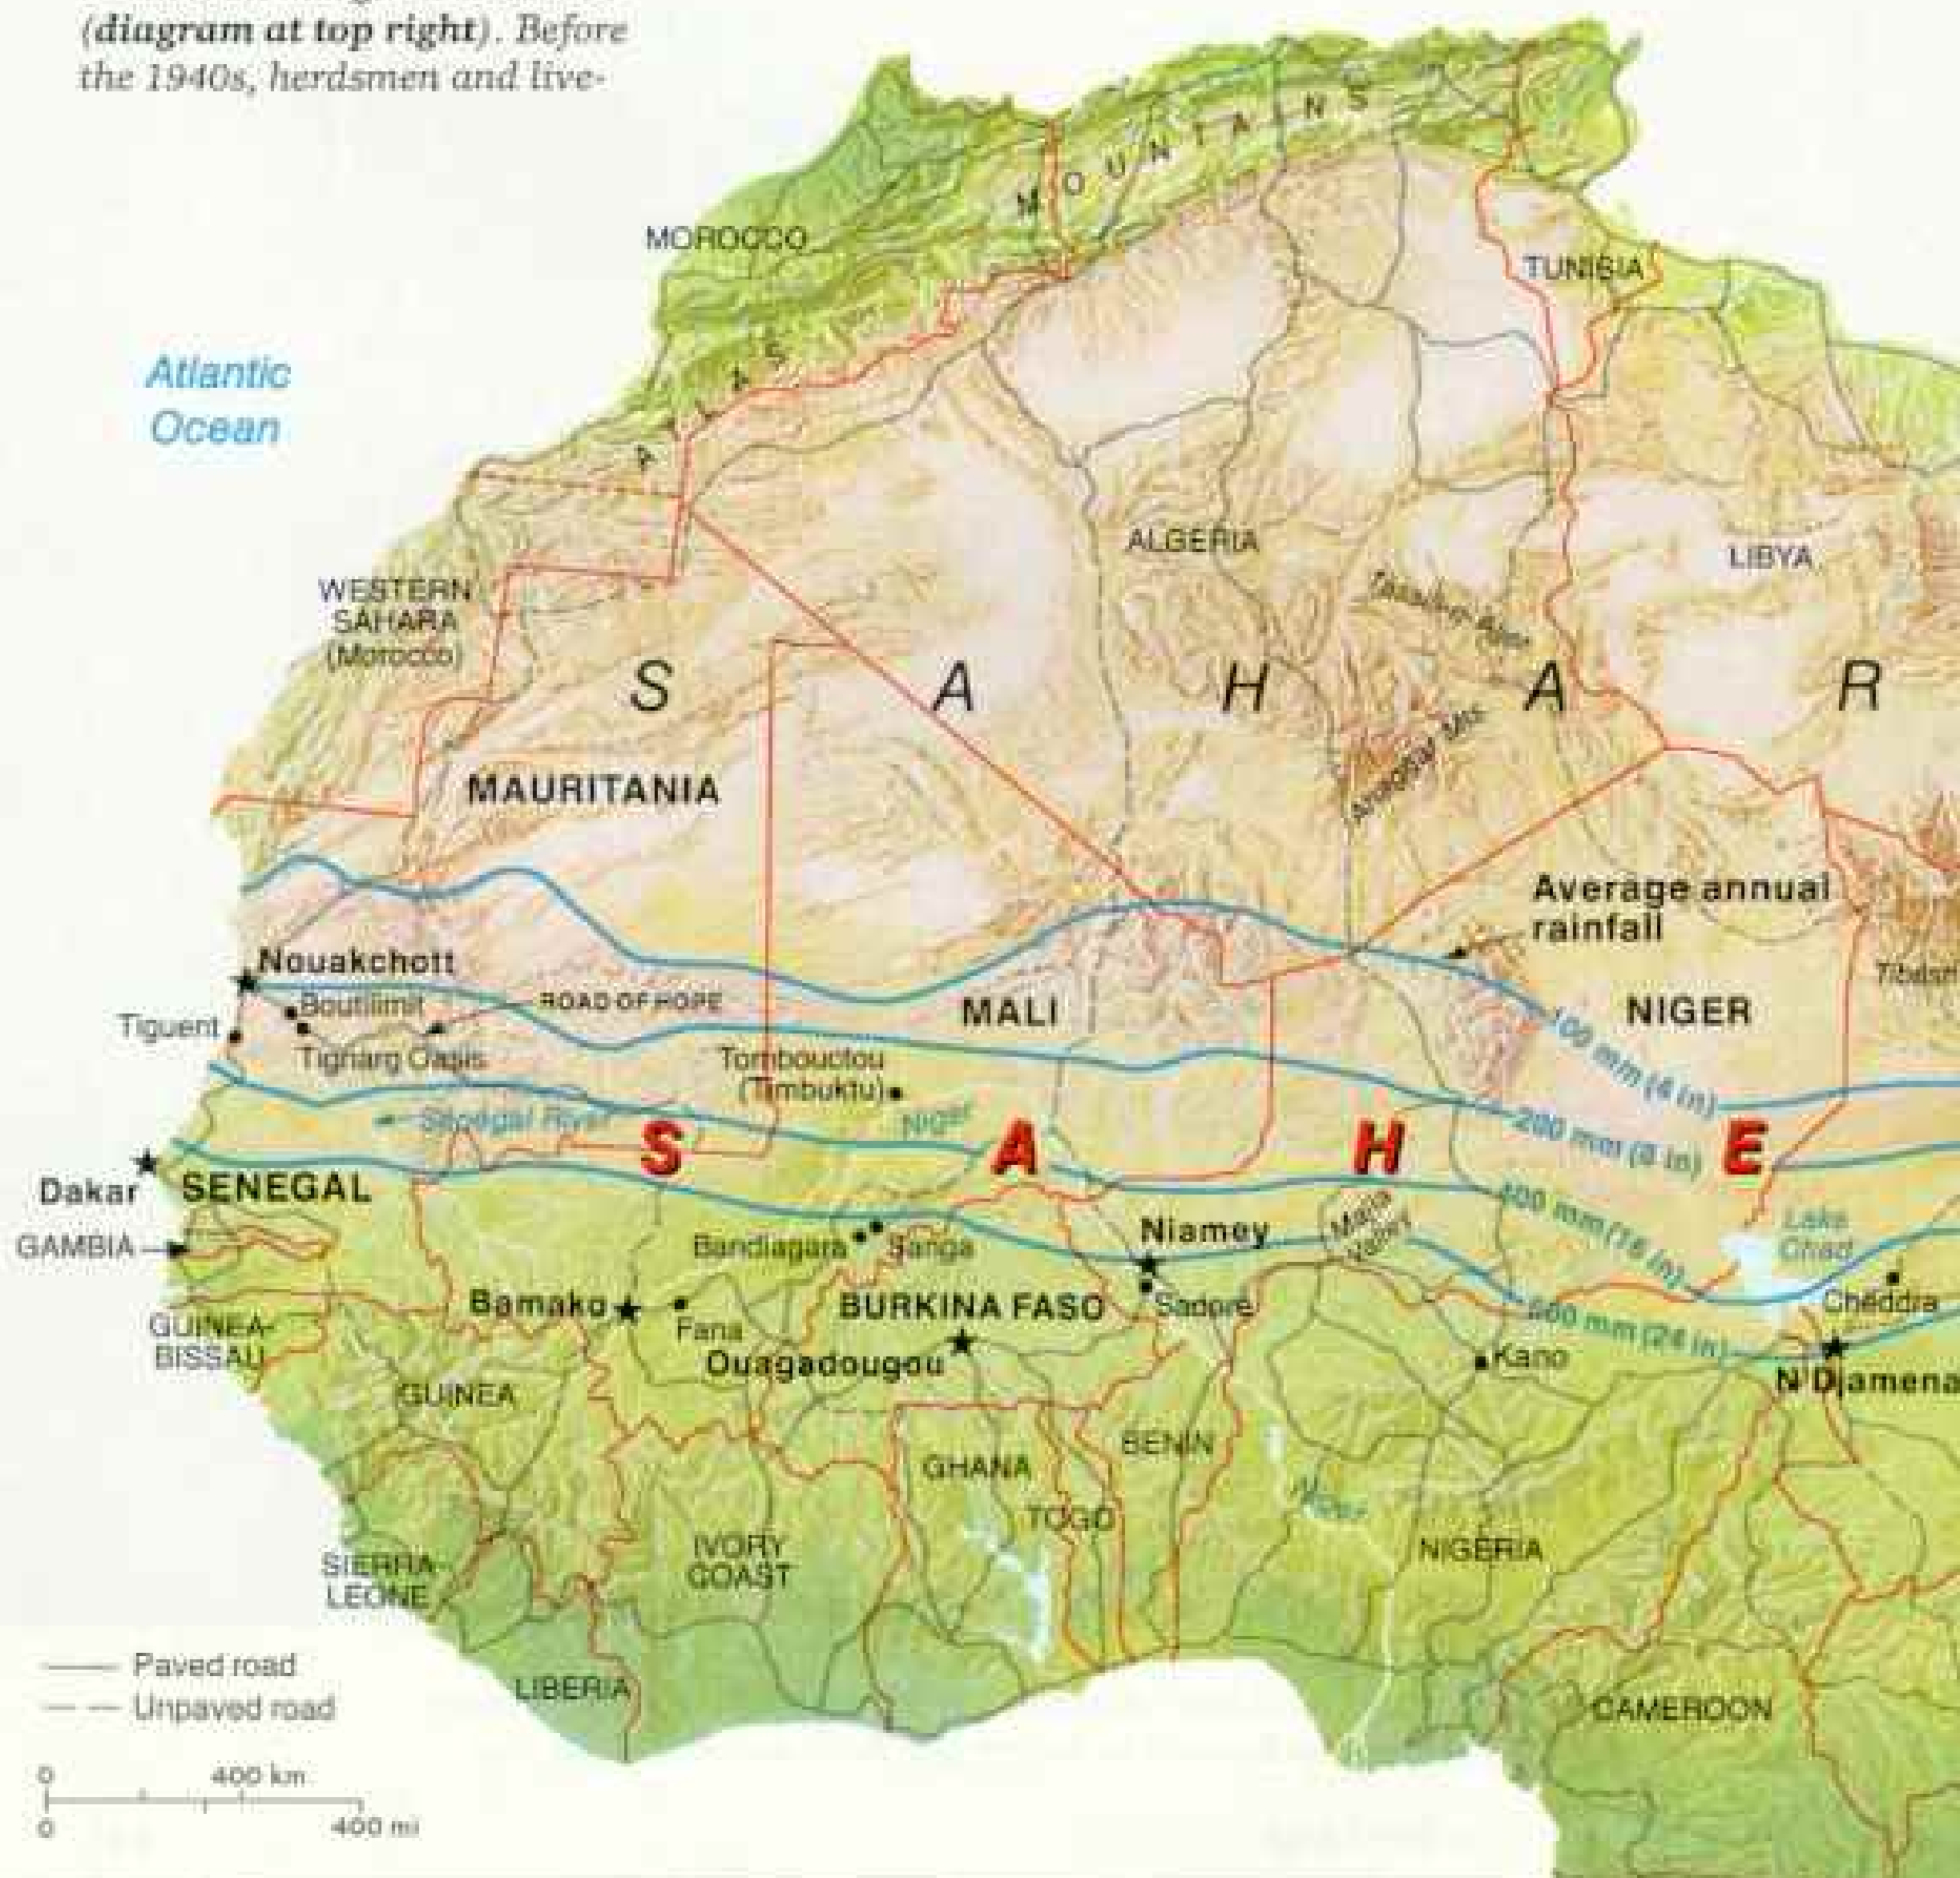 (diagram at top right). Before
the 1940s, herdsmen and live-
ATLAS MOUNTAINS
MOROCCO
TUNISIA
Atlantic
Ocean
ALGERIA
LIBYA
WESTERN
SAHARA
(Morocco)
S A H A R
MAURITANIA
Average annual
rainfall
Nouakchott
Boutilimit
ROAD OF HOPE
MALI
NIGER
Tiguent
Tignarg Oasis
Tombouctou
(Timbuktu)
100 mm (4 in)
Senegal River
Niger
200 mm (8 in)
S A H E
Dakar
SENEGAL
400 mm (16 in)
Lake
Chad
GAMBIA
Bandiagara
Sanga
Niamey
Valley
Bamako
Fana
BURKINA FASO
Sadore
600 mm (24 in)
Cheddra
GUINEA-
BISSAU
Ouagadougou
Kano
N'Djamena
GUINEA
GHANA
BENIN
TOGO
Niger
IVORY
COAST
NIGERIA
SIERRA
LEONE
Paved road
LIBERIA
Unpaved road
CAMEROON
0 400 km
0 400 mi